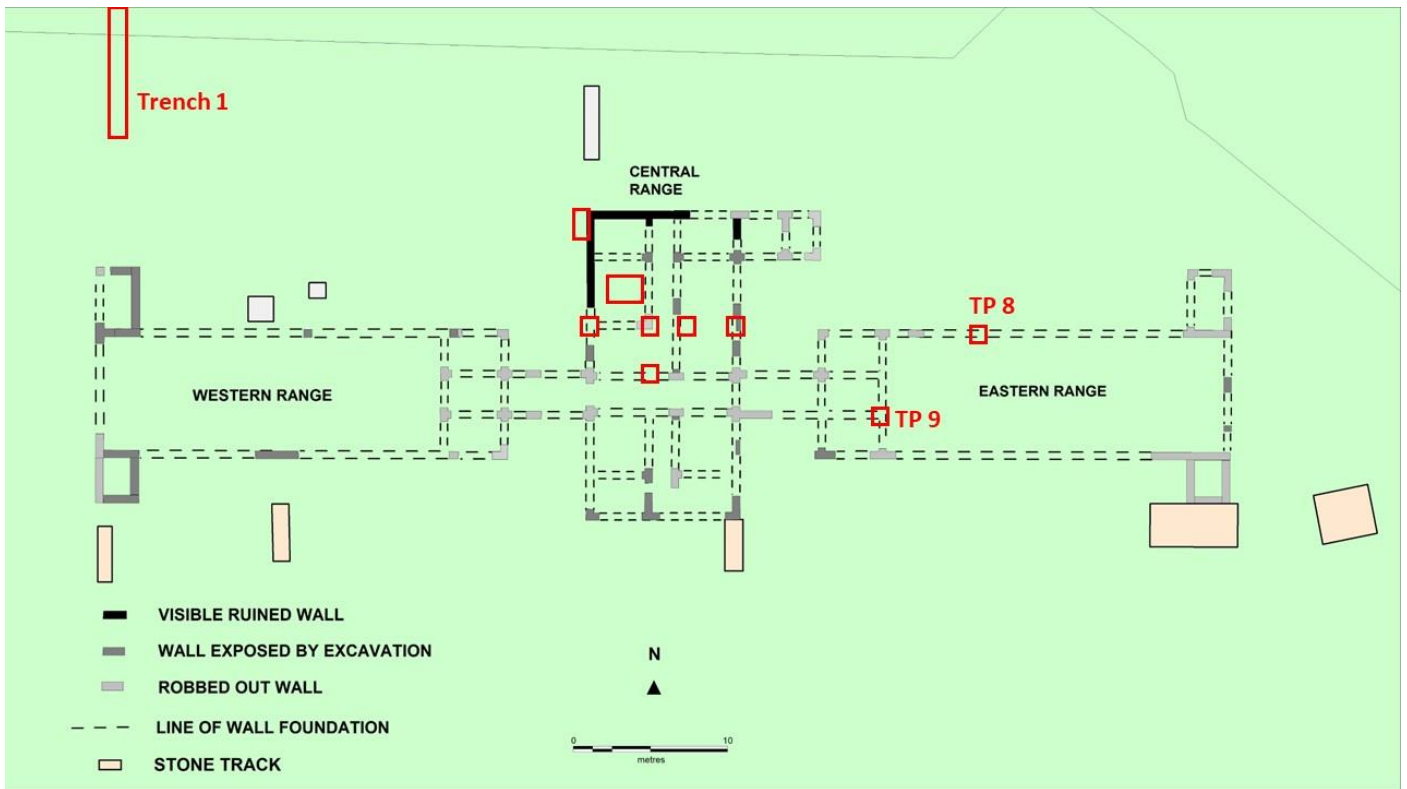 Trench 1
CENTRAL
RANGE
TP 8
WESTERN RANGE
EASTERN RANGE
TP 9
VISIBLE RUINED WALL
WALL EXPOSED BY EXCAVATION
N
ROBBED OUT WALL
LINE OF WALL FOUNDATION
0 10
metres
STONE TRACK